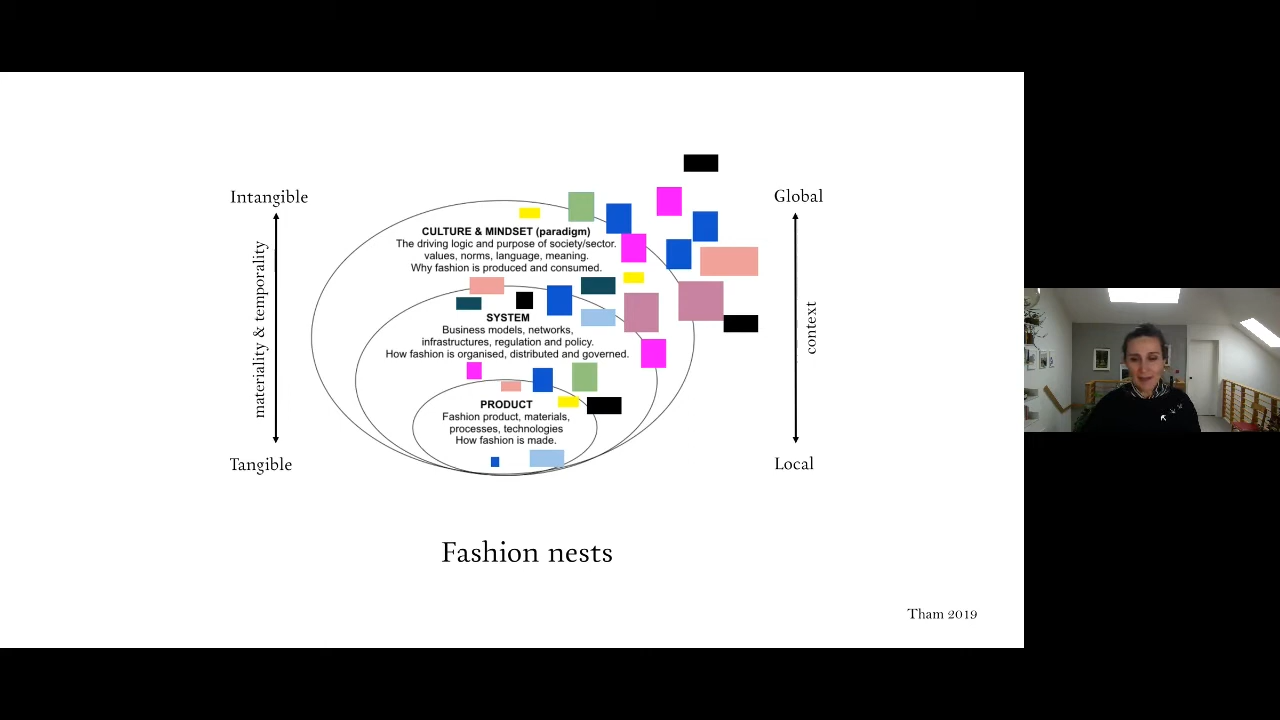 Intangible
Global
materiality & temporality
CULTURE & MINDSET (paradigm)
The driving logic and purpose of society/sector.
values, norms, language, meaning.
Why fashion is produced and consumed.
SYSTEM
Business models, networks,
infrastructures, regulation and policy.
How fashion is organised, distributed and governed.
context
PRODUCT
Fashion product, materials,
processes, technologies
How fashion is made.
Tangible
Local
Fashion nests
Tham 2019